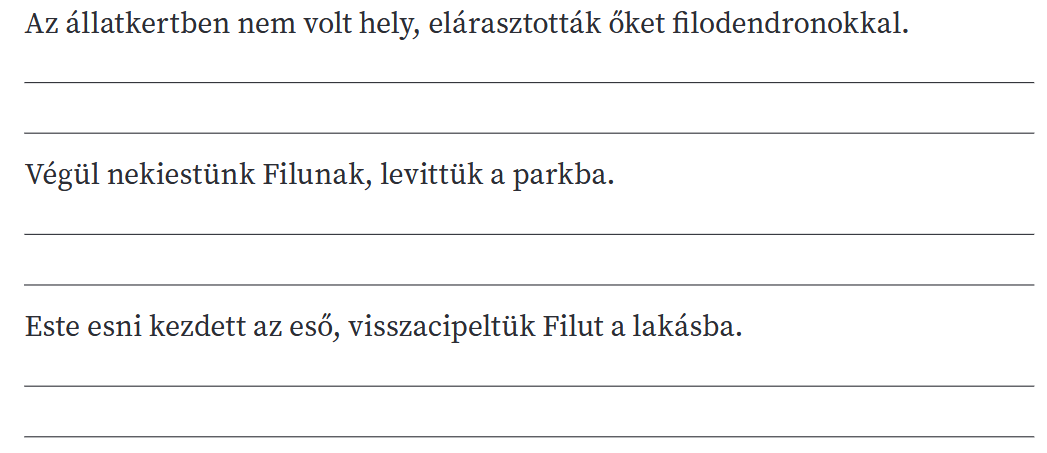 Az állatkertben nem volt hely, elárasztották őket filodendronokkal.
Végül nekiestünk Filunak, levittük a parkba.
Este esni kezdett az eső, visszacipeltük Filut a lakásba.